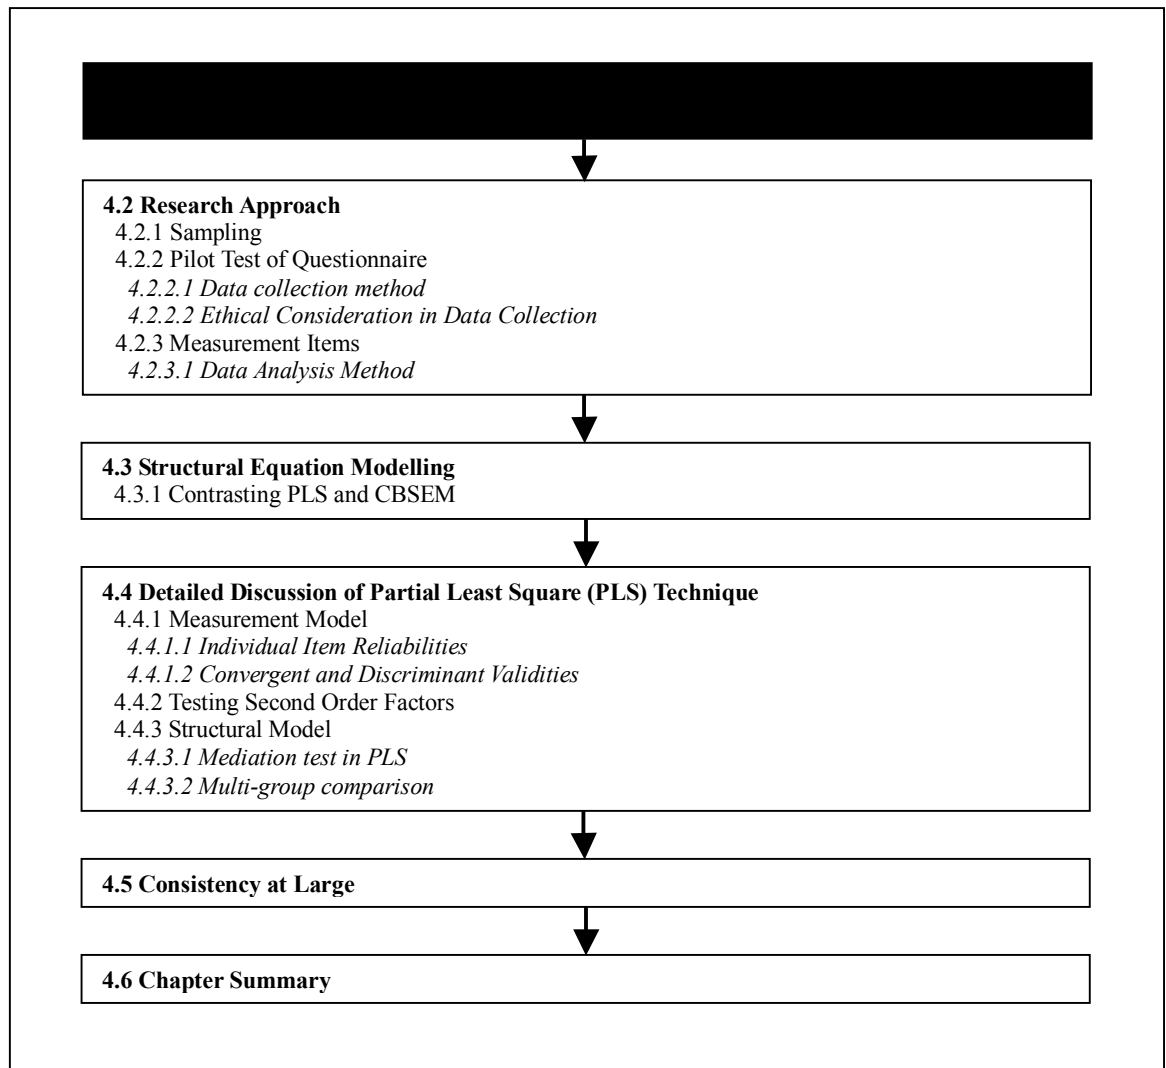 4.2 Research Approach
4.2.1 Sampling
4.2.2 Pilot Test of Questionnaire
4.2.2.1 Data collection method
4.2.2.2 Ethical Consideration in Data Collection
4.2.3 Measurement Items
4.2.3.1 Data Analysis Method
4.3 Structural Equation Modelling
4.3.1 Contrasting PLS and CBSEM
4.4 Detailed Discussion of Partial Least Square (PLS) Technique
4.4.1 Measurement Model
4.4.1.1 Individual Item Reliabilities
4.4.1.2 Convergent and Discriminant Validities
4.4.2 Testing Second Order Factors
4.4.3 Structural Model
4.4.3.1 Mediation test in PLS
4.4.3.2 Multi-group comparison
4.5 Consistency at Large
4.6 Chapter Summary